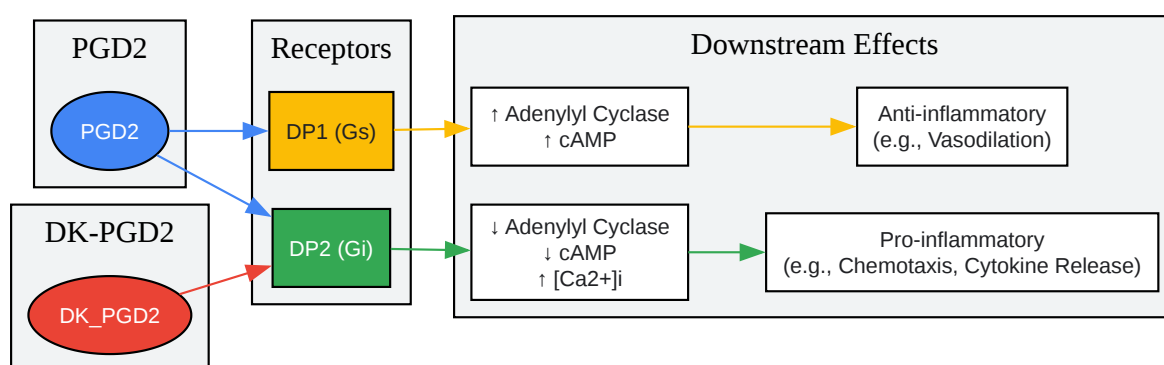 PGD2
PGD2
DK-PGD2
DK_PGD2
Receptors
DP1 (Gs)
DP2 (Gi)
Downstream Effects
↑ Adenylyl Cyclase
↑ cAMP
Anti-inflammatory
(e.g., Vasodilation)
↓ Adenylyl Cyclase
↓ cAMP
↑ [Ca2+]i
Pro-inflammatory
(e.g., Chemotaxis, Cytokine Release)